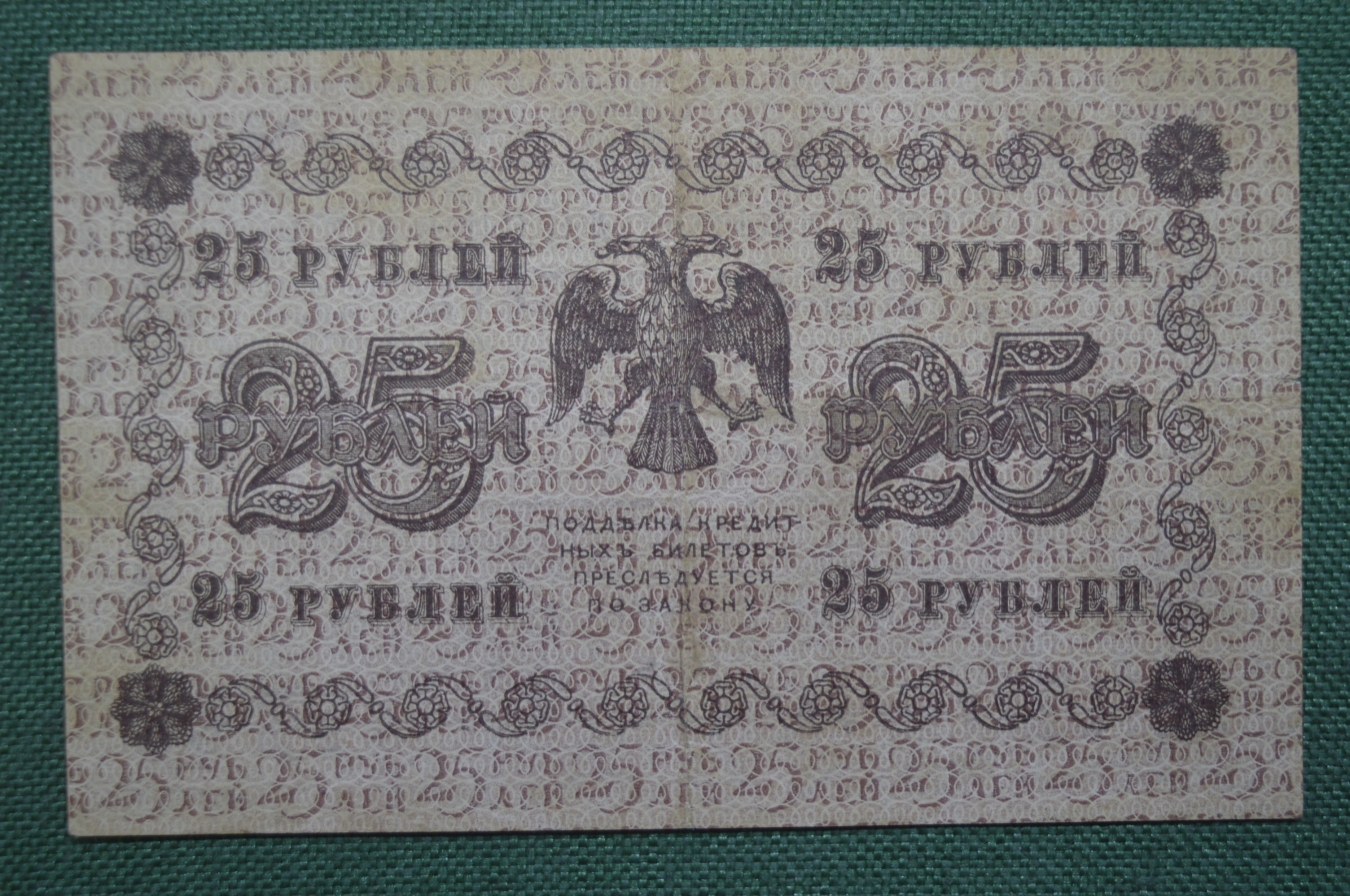 25 РУБЛЕЙ
25 РУБЛЕЙ
25
РУБЛЕЙ
25
РУБЛЕЙ
ПОДДѢЛКА КРЕДИТ-
НЫХЪ БИЛЕТОВЪ
ПРЕСЛѢДУЕТСЯ
ПО ЗАКОНУ
25 РУБЛЕЙ
25 РУБЛЕЙ